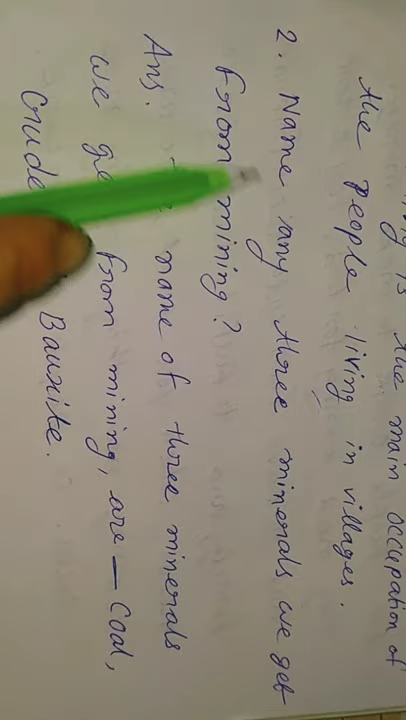 is the main occupation of
the people living in villages.
2. Name any three minerals we get
from mining?
Ans. name of three minerals
we from mining, are — Coal,
Crude Bauxite.